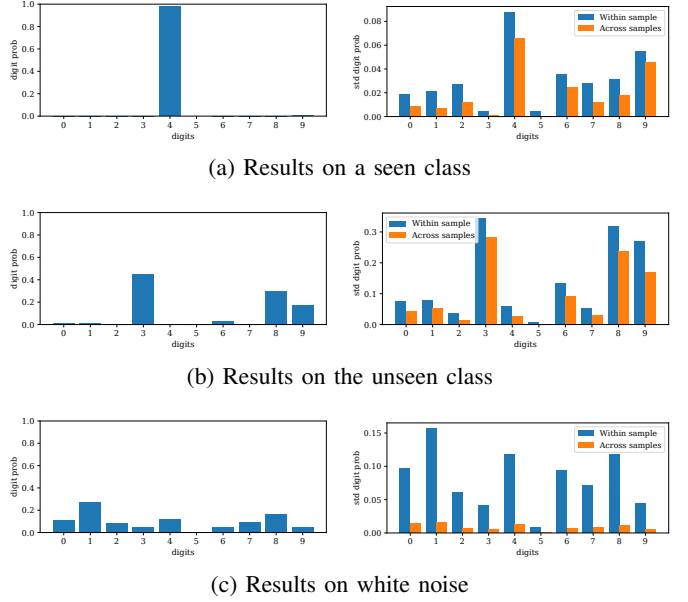 1.0
0.8
0.6
0.4
0.2
0.0
digit prob
0 1 2 3 4 5 6 7 8 9
digits
0.08
0.06
0.04
0.02
0.00
std digit prob
Within sample
Across samples
0 1 2 3 4 5 6 7 8 9
digits
(a) Results on a seen class
1.0
0.8
0.6
0.4
0.2
0.0
digit prob
0 1 2 3 4 5 6 7 8 9
digits
0.3
0.2
0.1
0.0
std digit prob
Within sample
Across samples
0 1 2 3 4 5 6 7 8 9
digits
(b) Results on the unseen class
1.0
0.8
0.6
0.4
0.2
0.0
digit prob
0 1 2 3 4 5 6 7 8 9
digits
0.15
0.10
0.05
0.00
std digit prob
Within sample
Across samples
0 1 2 3 4 5 6 7 8 9
digits
(c) Results on white noise